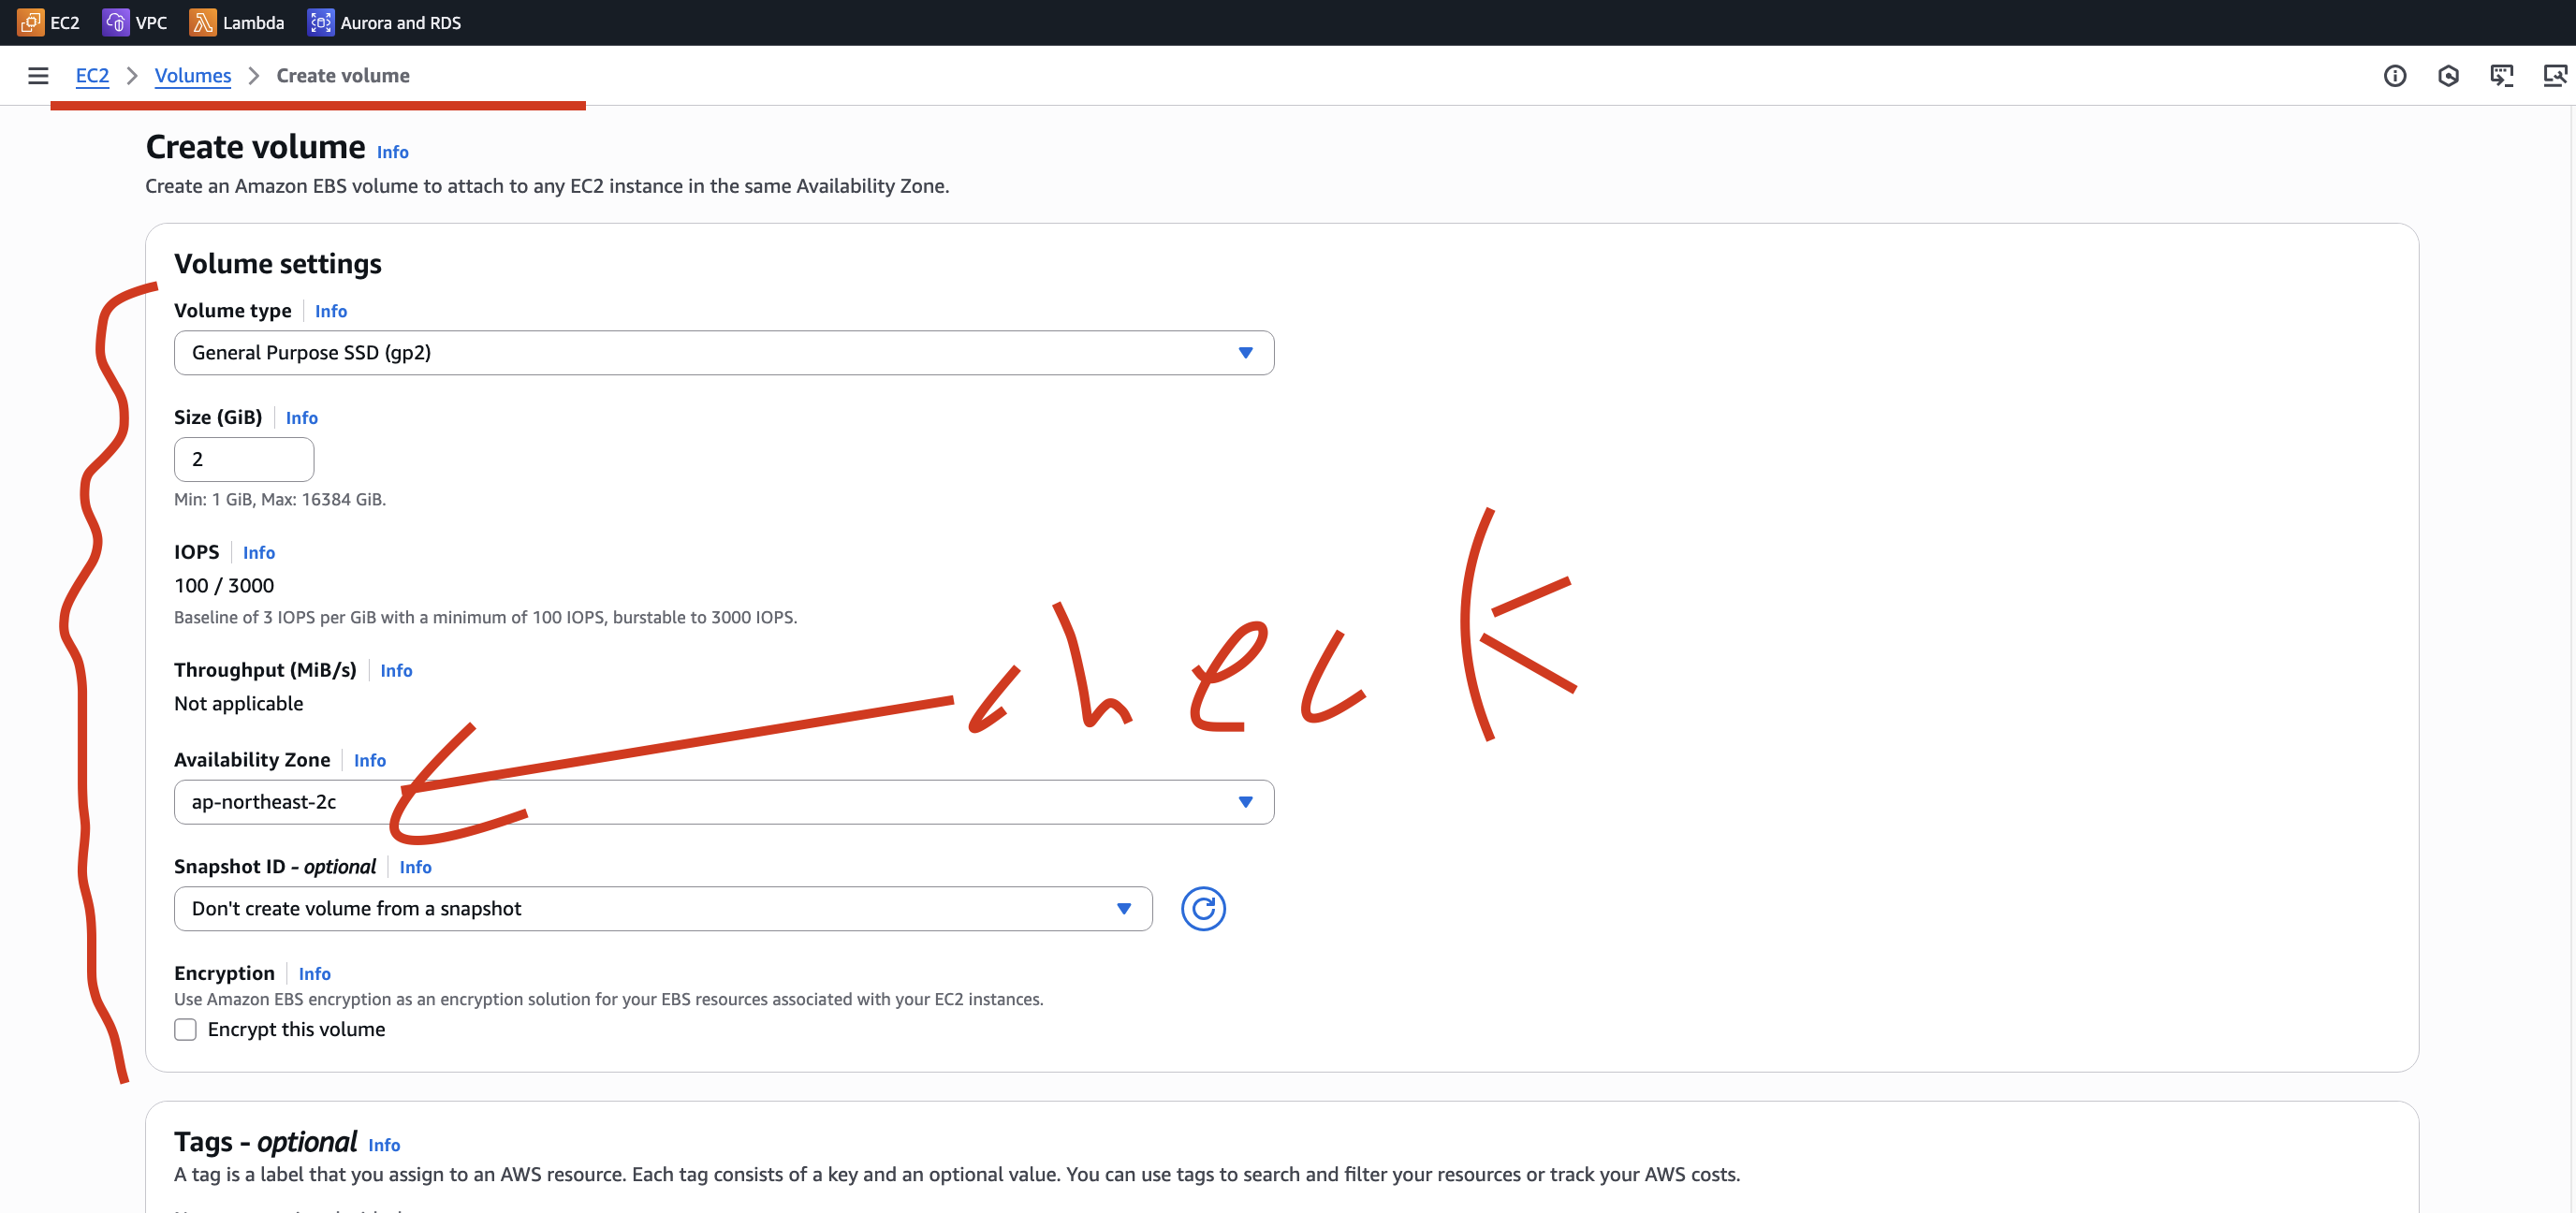 EC2 VPC Lambda Aurora and RDS
EC2 > Volumes > Create volume
Create volume Info
Create an Amazon EBS volume to attach to any EC2 instance in the same Availability Zone.
Volume settings
Volume type Info
General Purpose SSD (gp2)
Size (GiB) Info
2
Min: 1 GiB, Max: 16384 GiB.
IOPS Info
100 / 3000
Baseline of 3 IOPS per GiB with a minimum of 100 IOPS, burstable to 3000 IOPS.
check
Throughput (MiB/s) Info
Not applicable
Availability Zone Info
ap-northeast-2c
Snapshot ID - optional Info
Don't create volume from a snapshot
Encryption Info
Use Amazon EBS encryption as an encryption solution for your EBS resources associated with your EC2 instances.
Encrypt this volume
Tags - optional Info
A tag is a label that you assign to an AWS resource. Each tag consists of a key and an optional value. You can use tags to search and filter your resources or track your AWS costs.